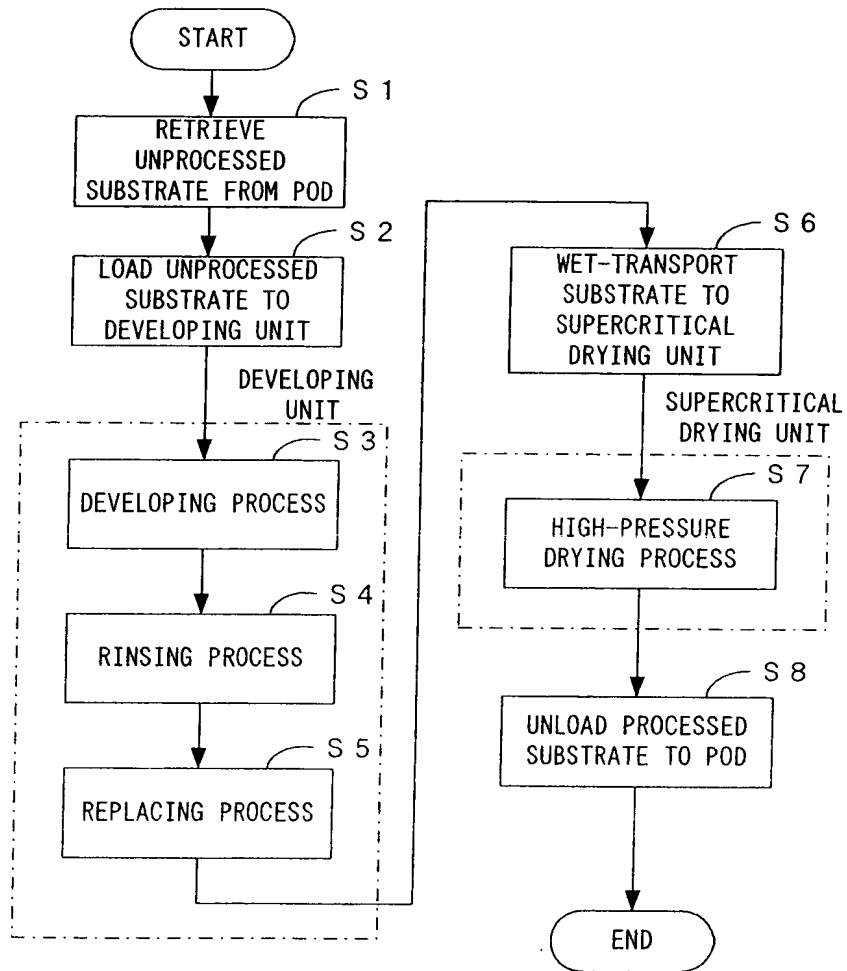 START
S 1
RETRIEVE
UNPROCESSED
SUBSTRATE FROM POD
S 2
LOAD UNPROCESSED
SUBSTRATE TO
DEVELOPING UNIT
DEVELOPING
UNIT
S 3
DEVELOPING PROCESS
S 4
RINSING PROCESS
S 5
REPLACING PROCESS
S 6
WET-TRANSPORT
SUBSTRATE TO
SUPERCRITICAL
DRYING UNIT
SUPERCRITICAL
DRYING UNIT
S 7
HIGH-PRESSURE
DRYING PROCESS
S 8
UNLOAD PROCESSED
SUBSTRATE TO POD
END